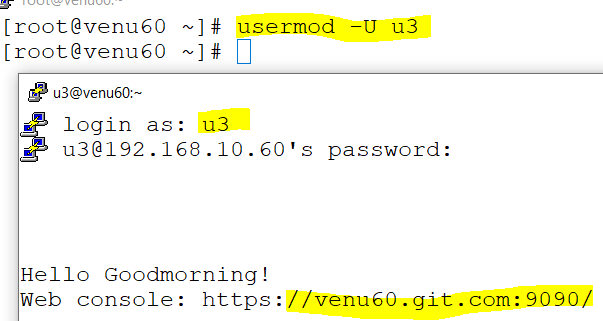 root@venu60:~
[root@venu60 ~]# usermod -U u3
[root@venu60 ~]#
u3@venu60:~
login as: u3
u3@192.168.10.60's password:
Hello Goodmorning!
Web console: https://venu60.git.com:9090/